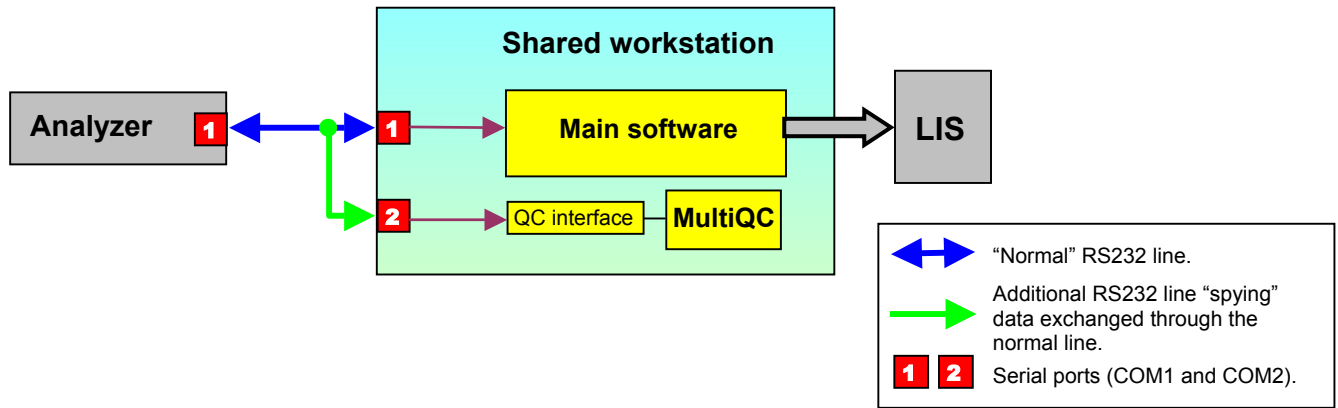 Shared workstation
Analyzer
1
1
Main software
LIS
2
QC interface
MultiQC
“Normal” RS232 line.
Additional RS232 line “spying”
data exchanged through the
normal line.
1 2 Serial ports (COM1 and COM2).